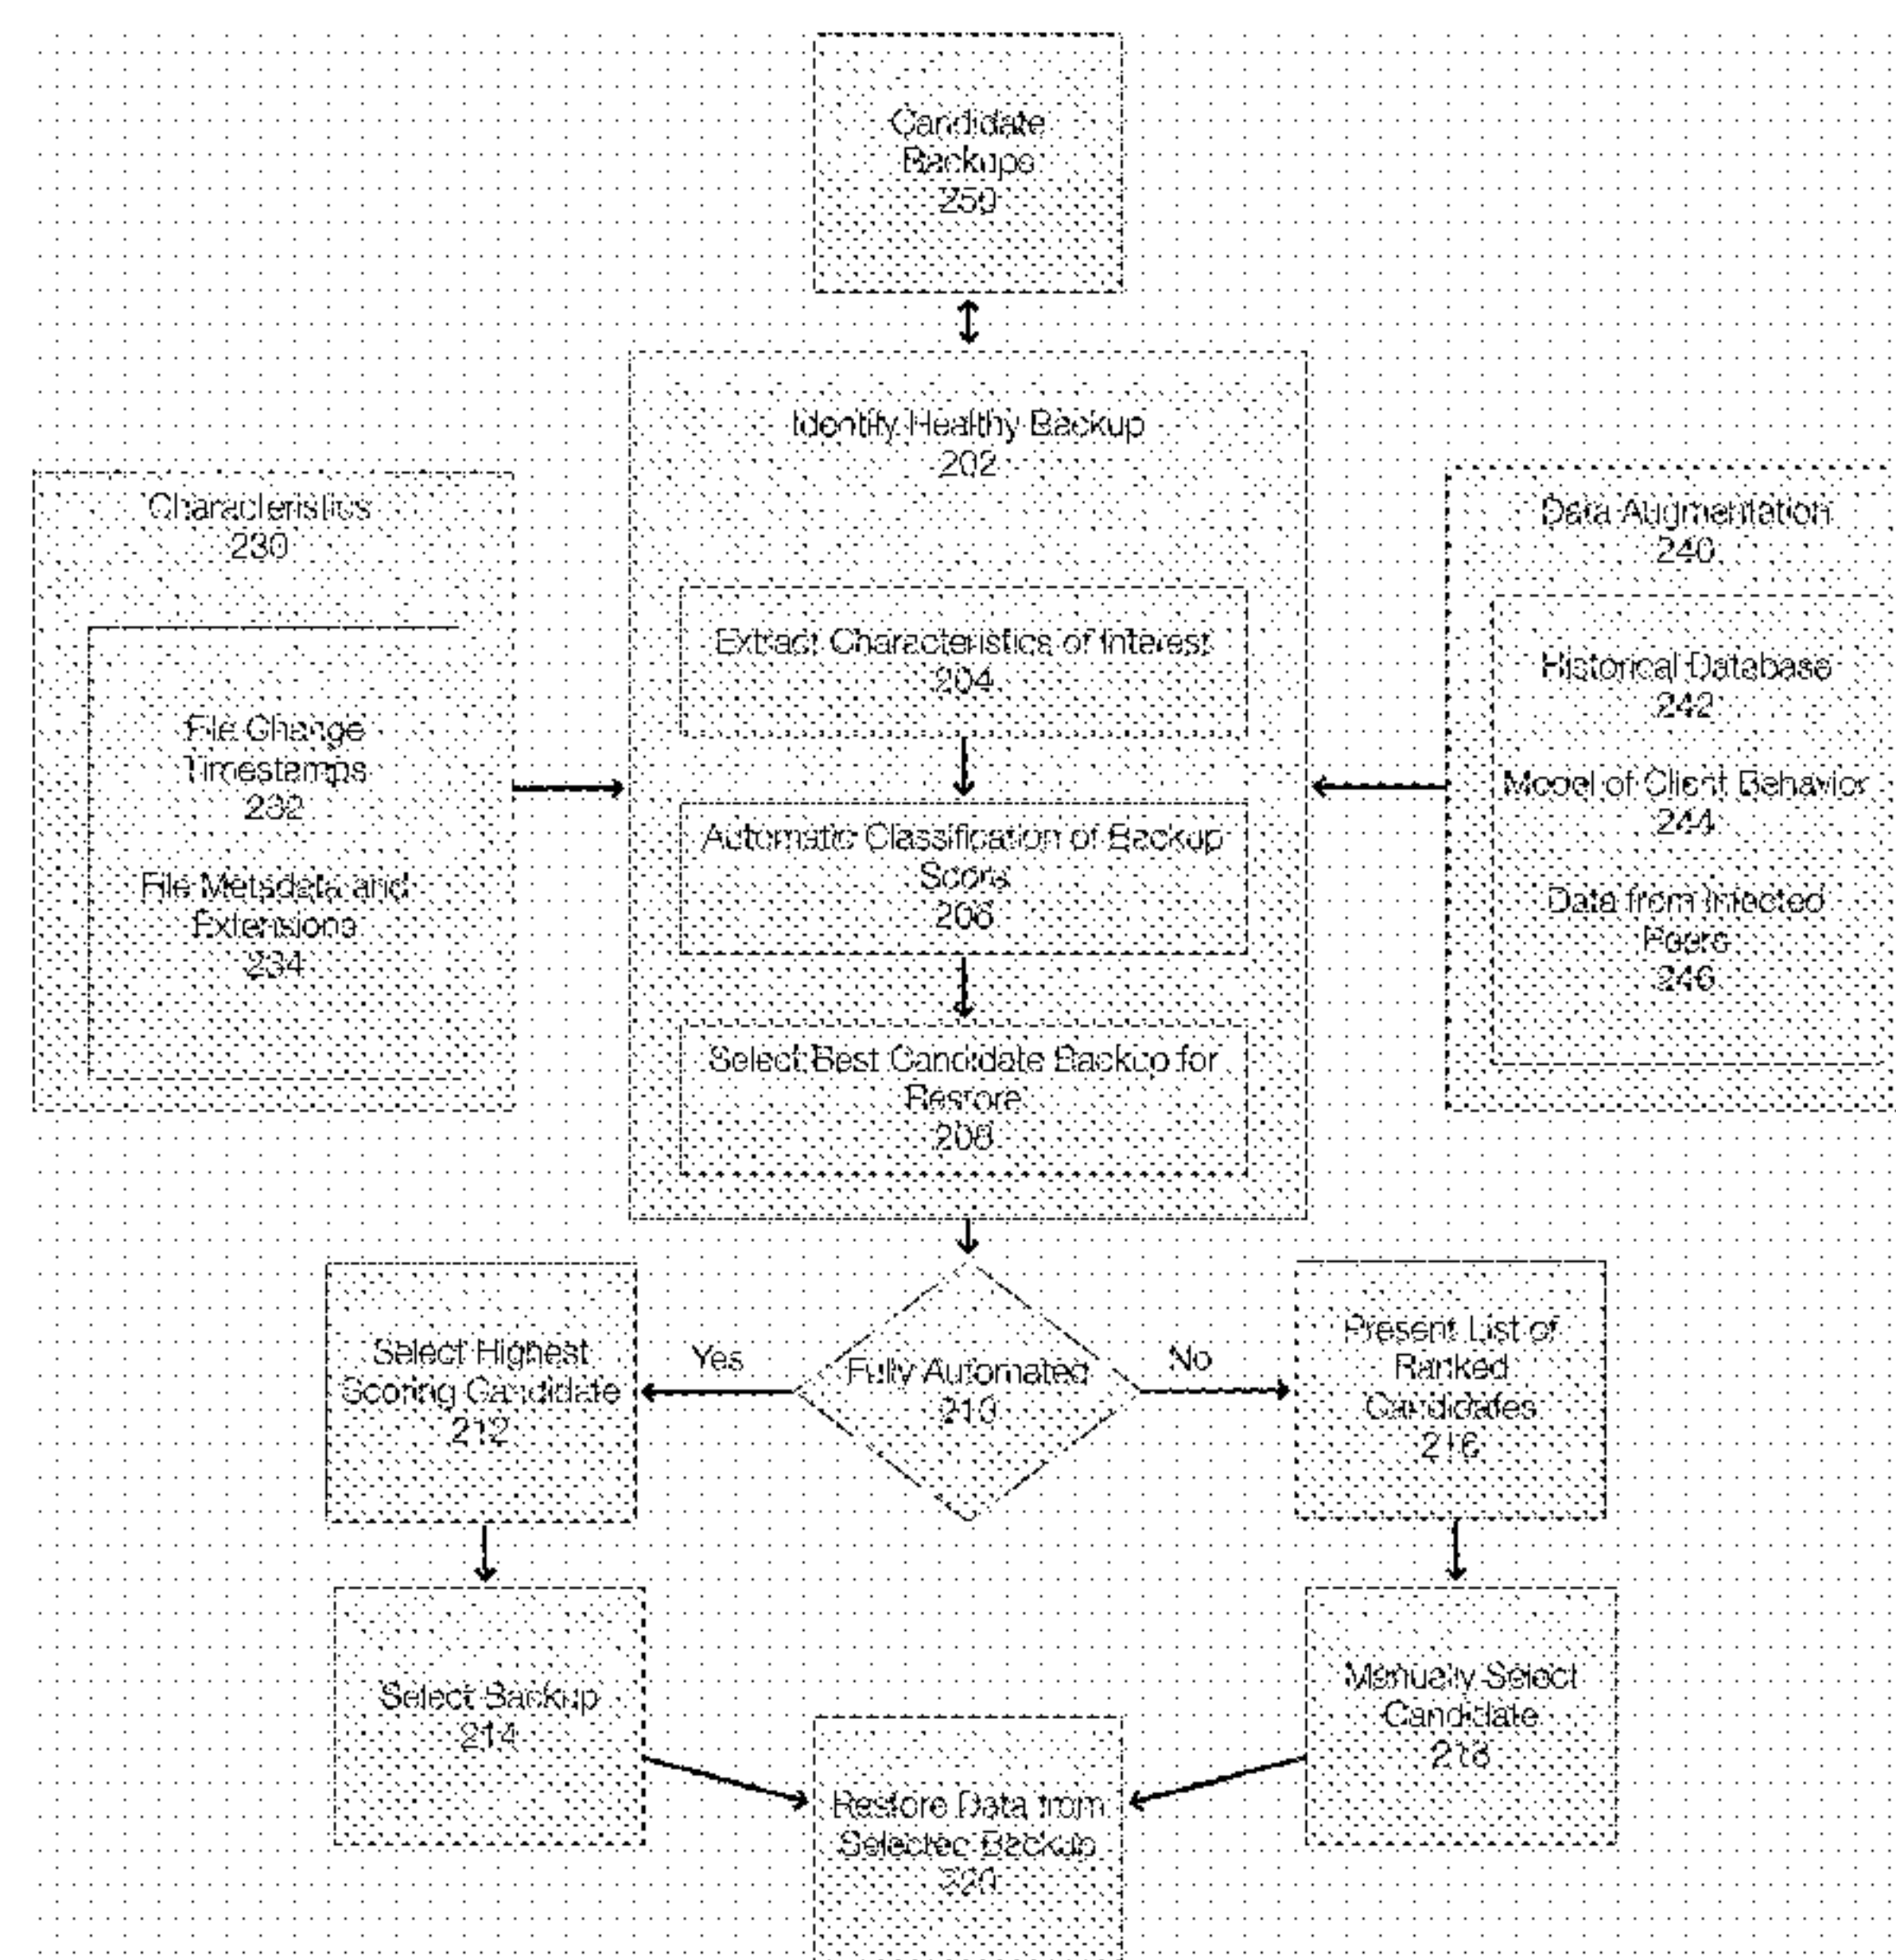 Candidate
Backups
250
Identify Healthy Backup
202
Characteristics
230
File Change
Timestamps
232
File Metadata and
Extensions
234
Extract Characteristics of Interest
204
Automatic Classification of Backup
Score
206
Select Best Candidate Backup for
Restore
208
Data Augmentation
240
Historical Database
242
Model of Client Behavior
244
Data from Infected
Peers
246
Fully Automated
210
Yes
No
Select Highest
Scoring Candidate
212
Present List of
Ranked
Candidates
216
Select Backup
214
Manually Select
Candidate
218
Restore Data from
Selected Backup
220